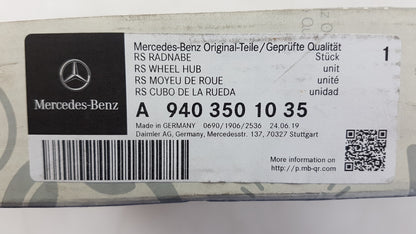 Mercedes-Benz Original-Teile/Geprüfte Qualität
RS RADNABE Stück 1
RS WHEEL HUB unit
RS MOYEU DE ROUE unité
RS CUBO DE LA RUEDA unidad
Mercedes-Benz
A 940 350 10 35
Made in GERMANY 0690/1906/2536 24.06.19
Daimler AG, Germany, Mercedesstr. 137, 70327 Stuttgart
More information on
http://p.mb-qr.com/